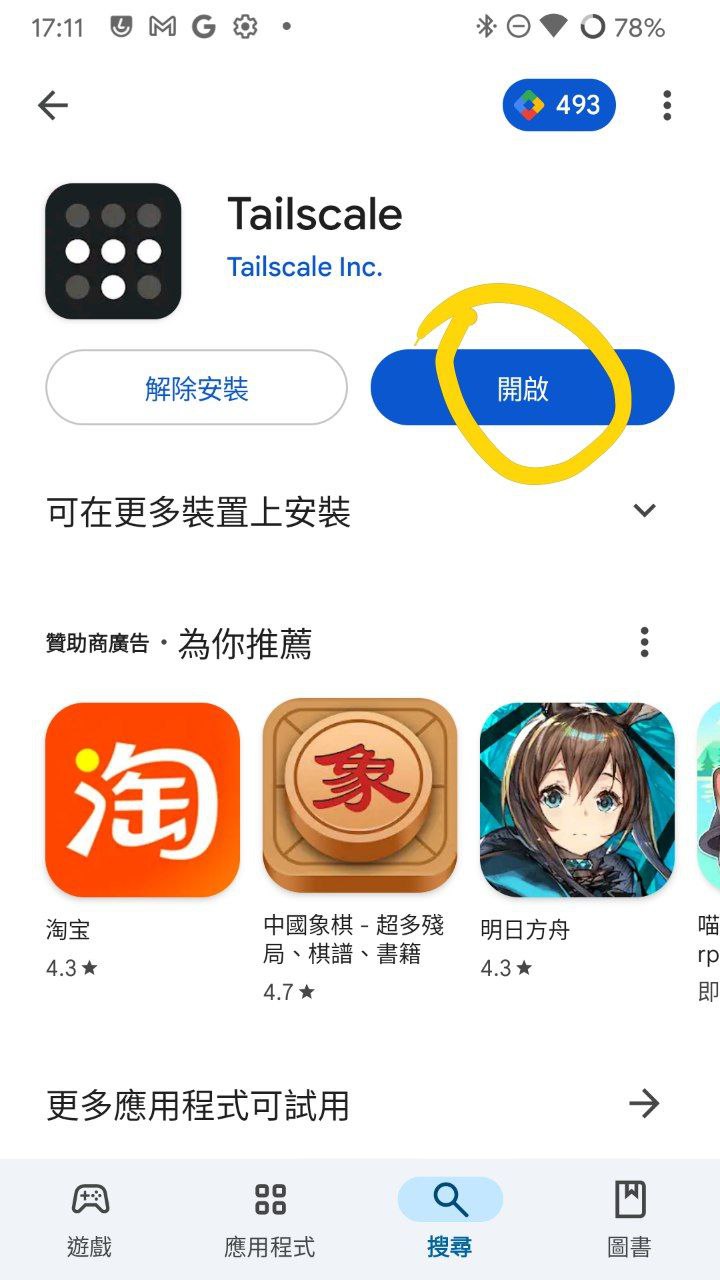 17:11
78%
493
Tailscale
Tailscale Inc.
解除安裝
開啟
可在更多裝置上安裝
贊助商廣告・為你推薦
淘
象
淘宝
4.3★
中國象棋 - 超多殘
局、棋譜、書籍
4.7★
明日方舟
4.3★
喵
rp
即
更多應用程式可試用
遊戲
應用程式
搜尋
圖書